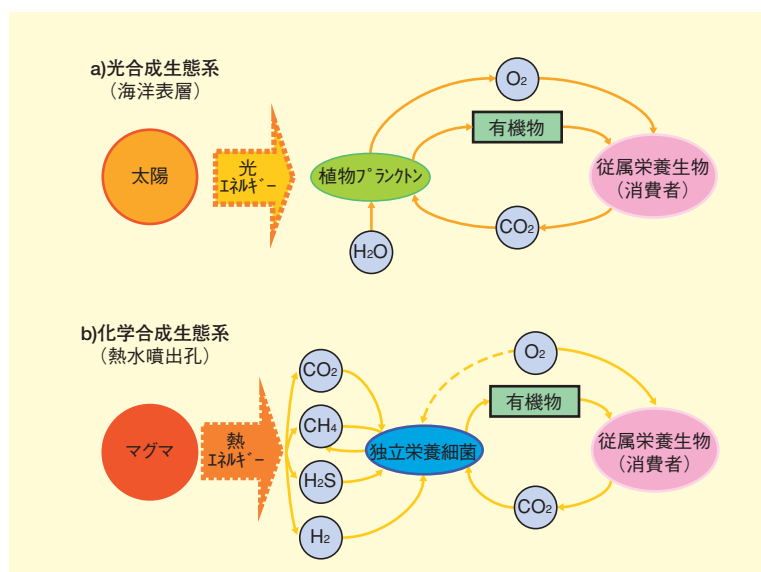 a)光合成生態系
（海洋表層）
太陽
光
ｴﾈﾙｷﾞｰ
植物ﾌﾟﾗﾝｸﾄﾝ
H₂O
O₂
有機物
CO₂
従属栄養生物
（消費者）
b)化学合成生態系
（熱水噴出孔）
マグマ
熱
ｴﾈﾙｷﾞｰ
CO₂
CH₄
H₂S
H₂
独立栄養細菌
O₂
有機物
CO₂
従属栄養生物
（消費者）